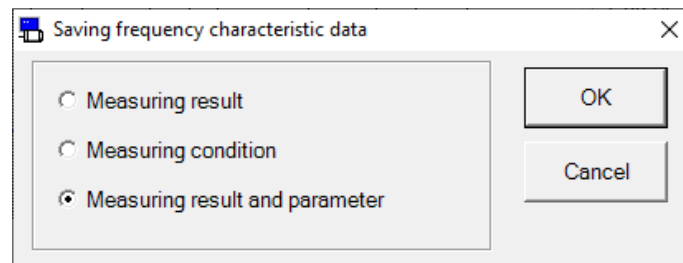 Saving frequency characteristic data
Measuring result
Measuring condition
Measuring result and parameter
OK
Cancel